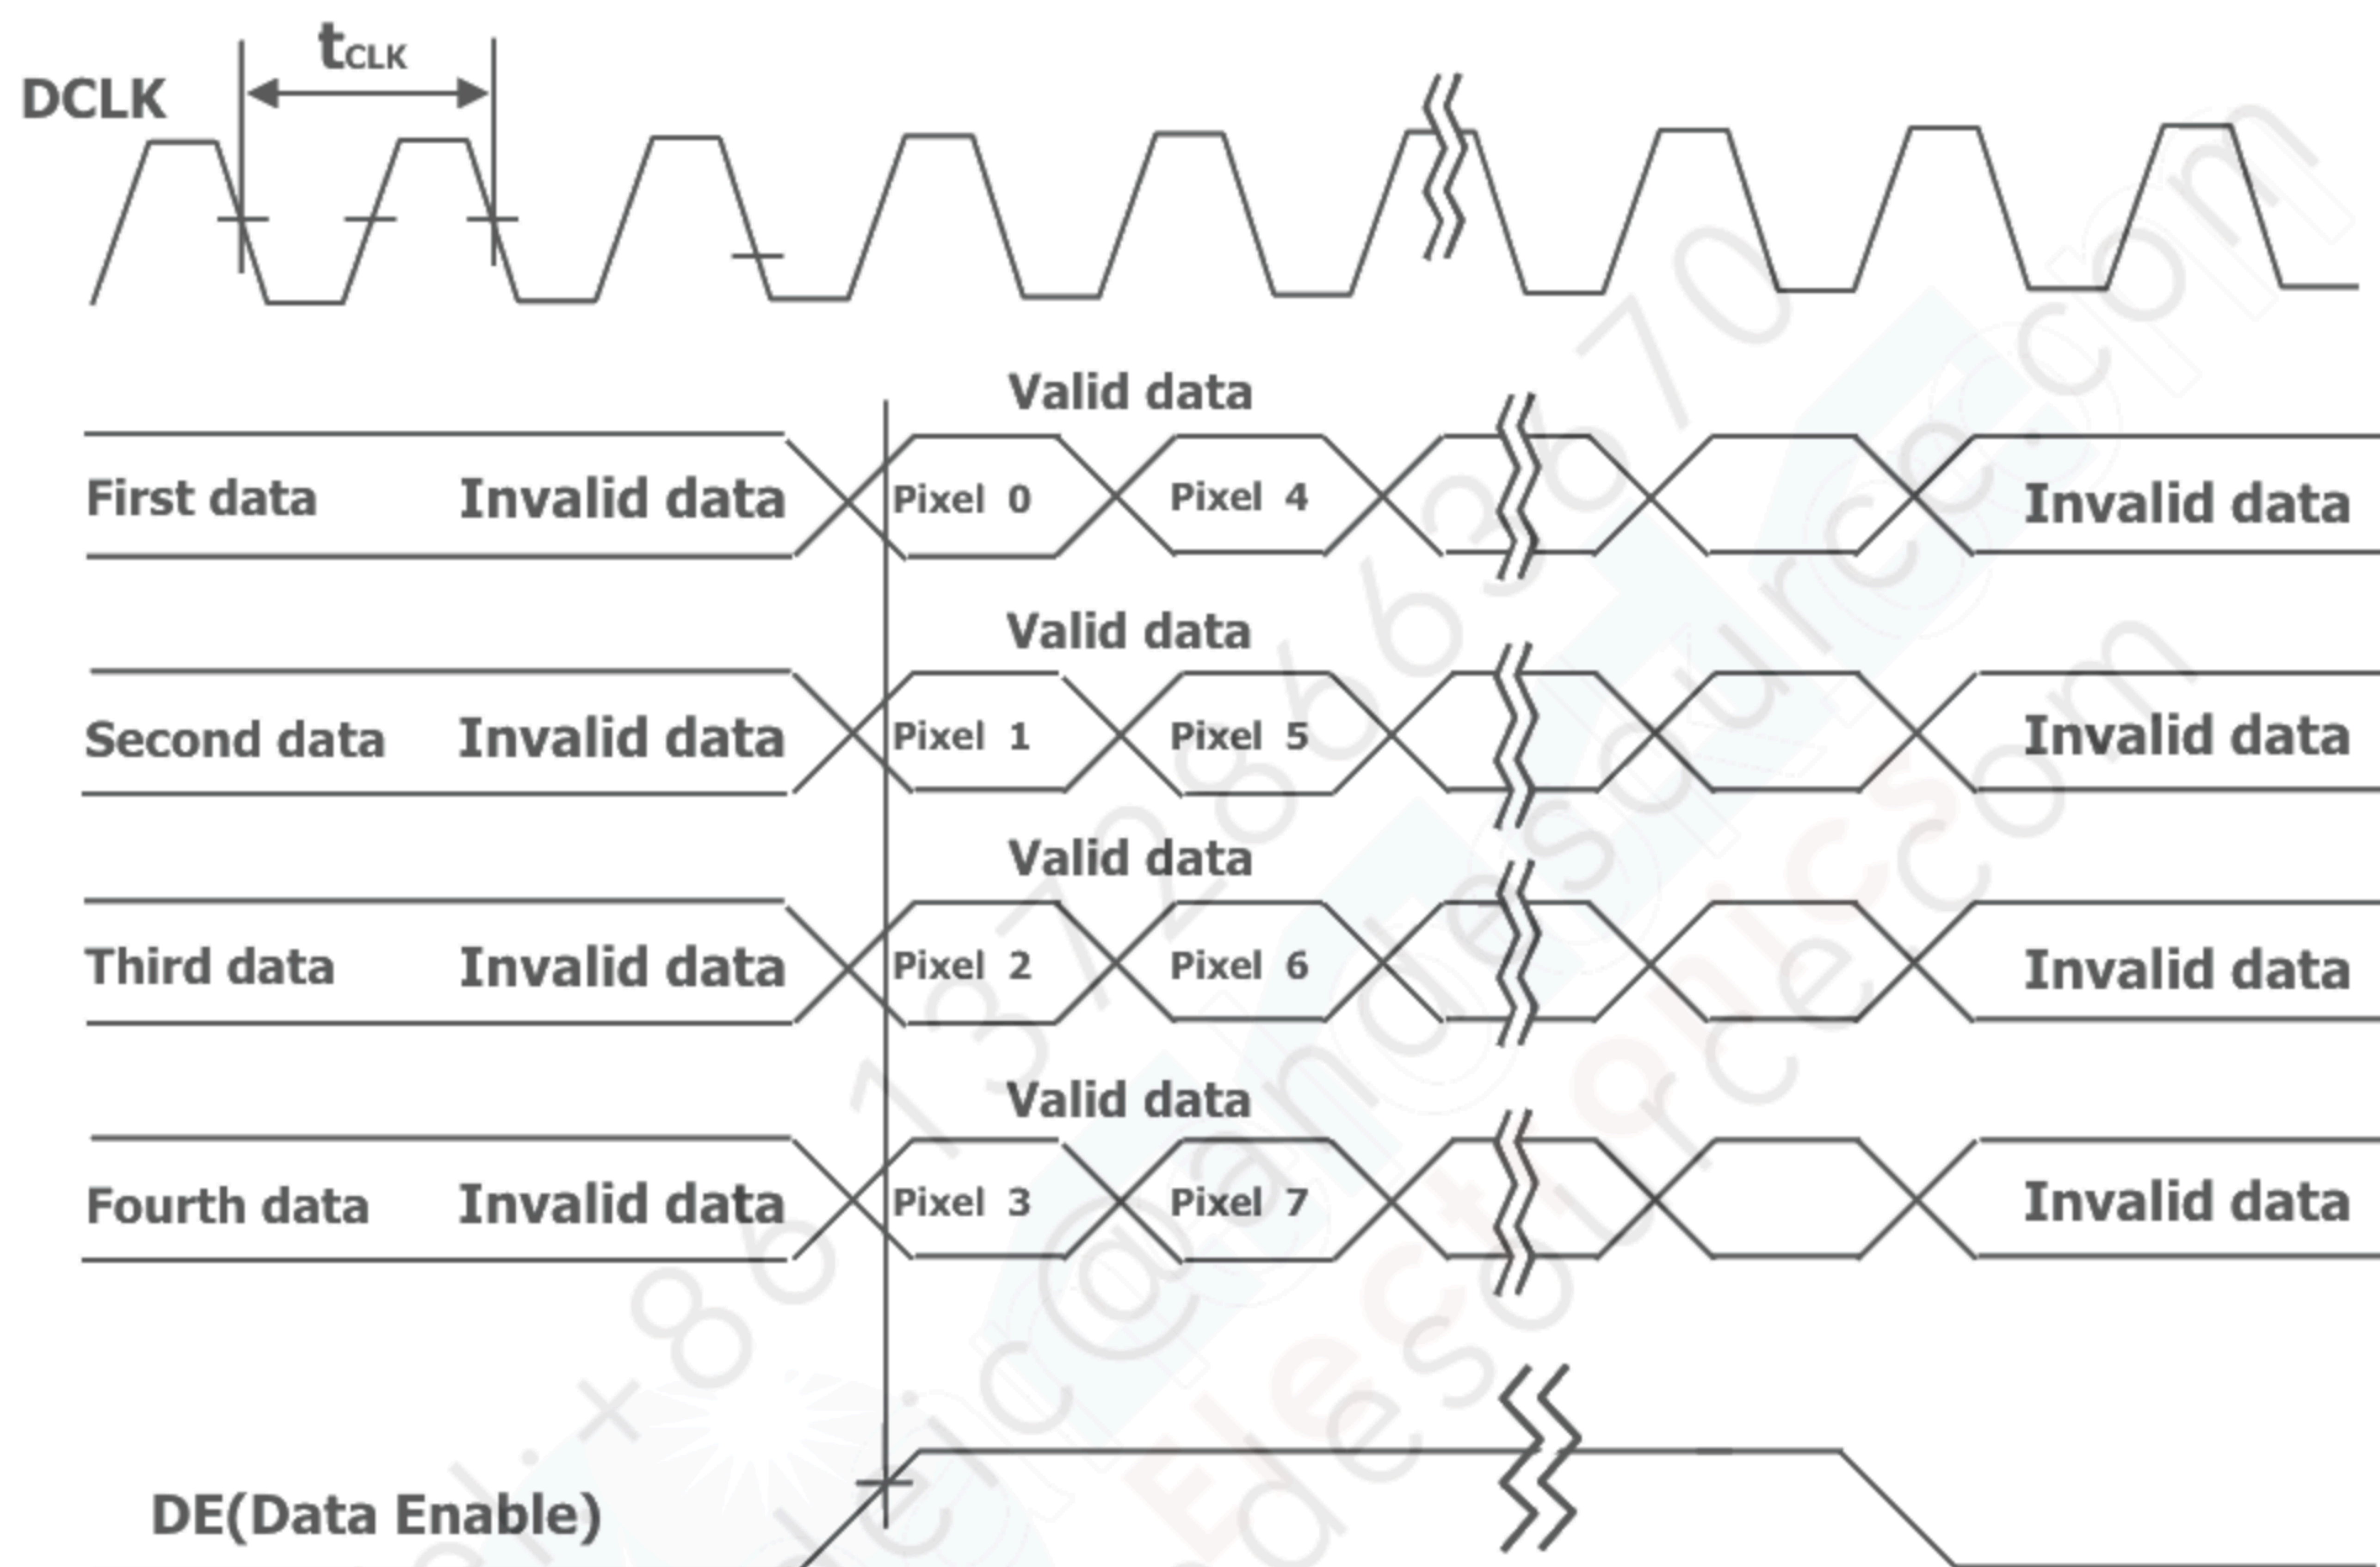 tCLK
DCLK
Valid data
First data Invalid data Pixel 0 Pixel 4 Invalid data
Valid data
Second data Invalid data Pixel 1 Pixel 5 Invalid data
Valid data
Third data Invalid data Pixel 2 Pixel 6 Invalid data
Valid data
Fourth data Invalid data Pixel 3 Pixel 7 Invalid data
DE(Data Enable)